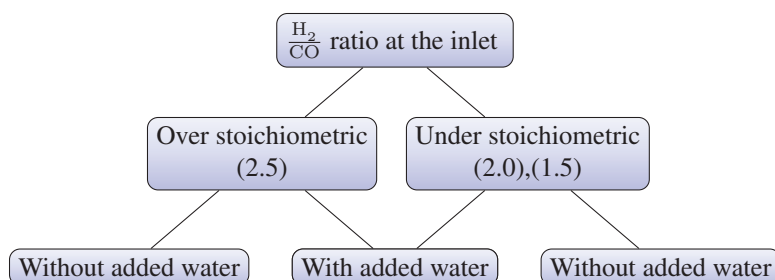 H₂/CO ratio at the inlet
Over stoichiometric
(2.5)
Under stoichiometric
(2.0),(1.5)
Without added water
With added water
Without added water